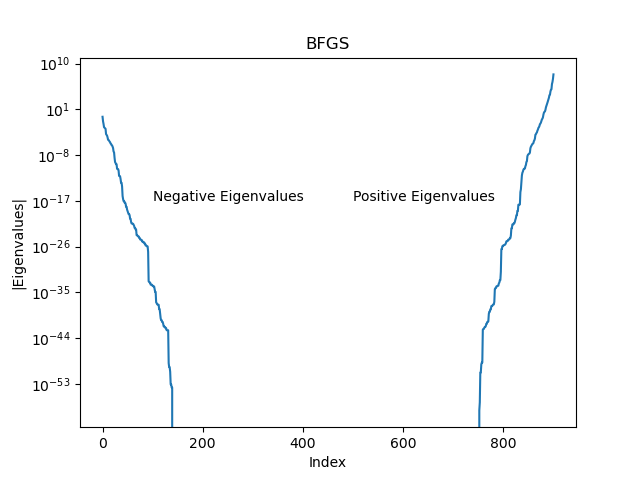 BFGS
10^10
10^1
10^-8
10^-17
10^-26
10^-35
10^-44
10^-53
|Eigenvalues|
Negative Eigenvalues
Positive Eigenvalues
0
200
400
600
800
Index